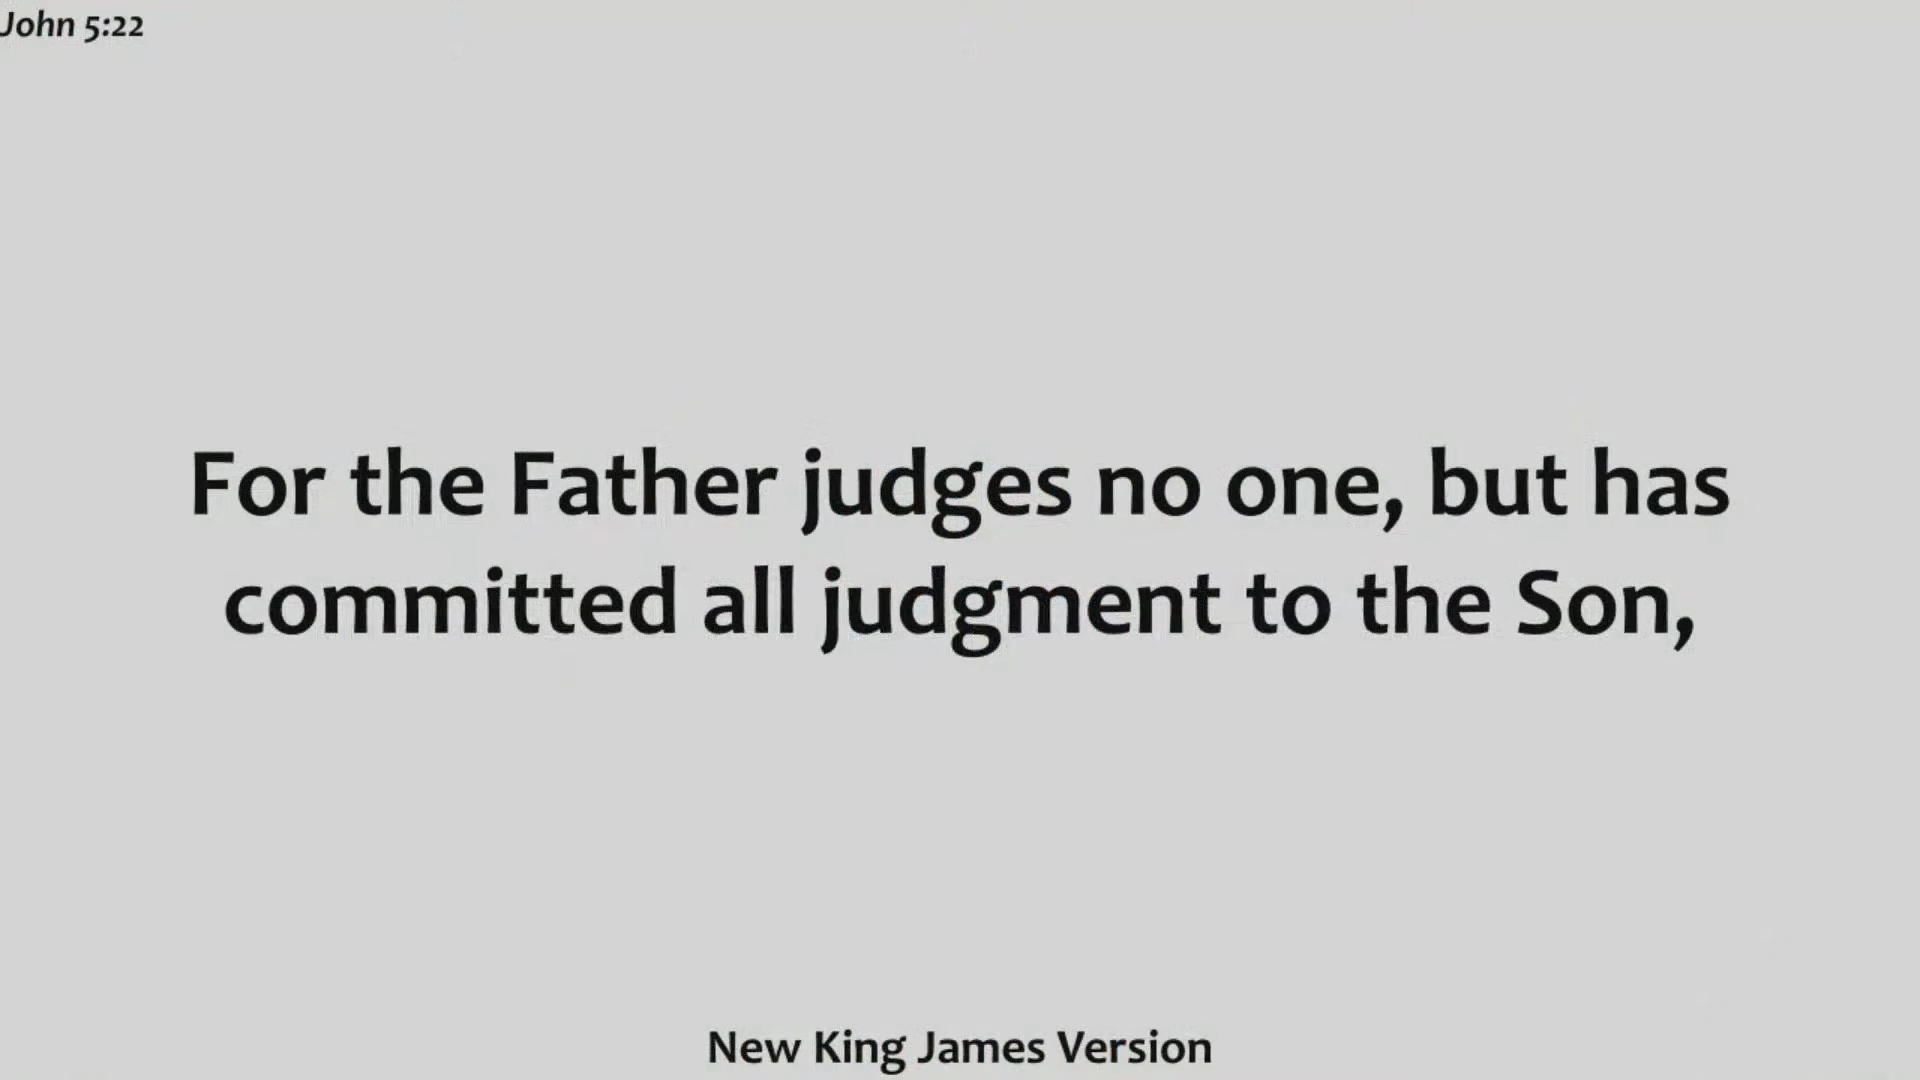 John 5:22
For the Father judges no one, but has
committed all judgment to the Son,
New King James Version